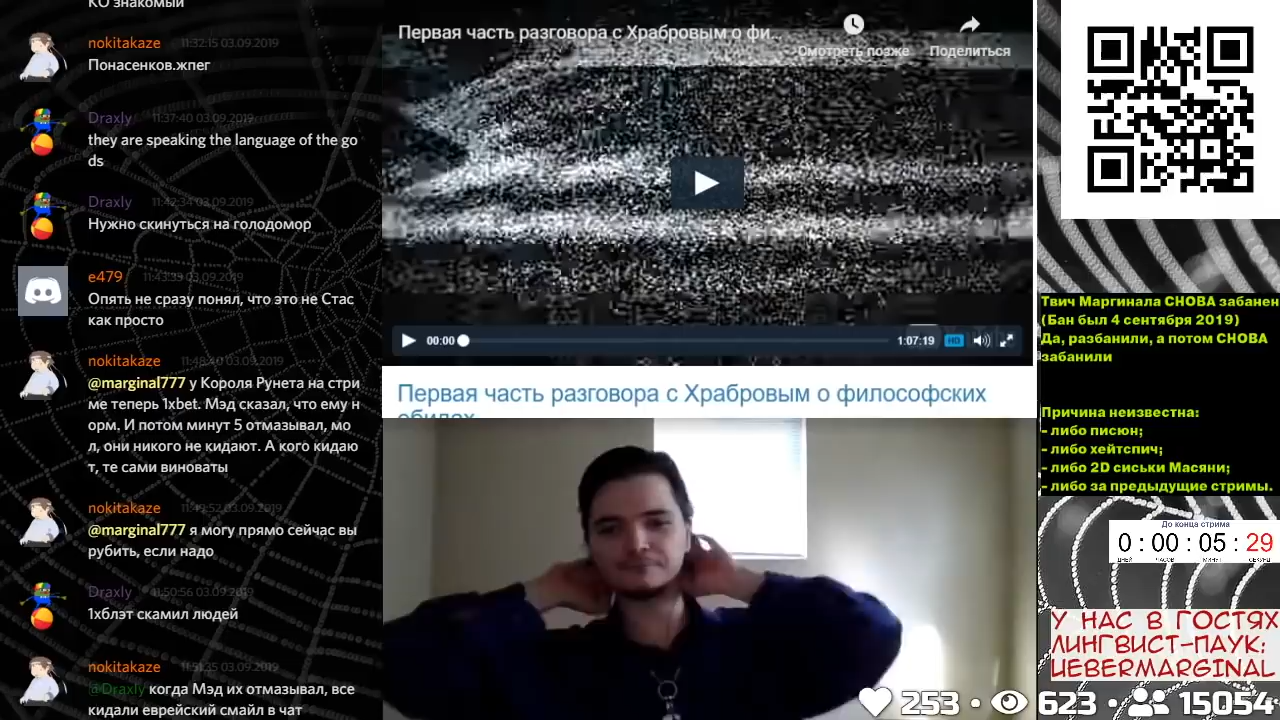 КО знакомый
nokitakaze 11:32:15 03.09.2019
Понасенков.жпег
Draxly 11:37:40 03.09.2019
they are speaking the language of the go
ds
Draxly 11:42:34 03.09.2019
Нужно скинуться на голодомор
e479 11:43:33 03.09.2019
Опять не сразу понял, что это не Стас
как просто
nokitakaze 11:48:40 03.09.2019
@marginal777 у Короля Рунета на стри
ме теперь 1xbet. Мэд сказал, что ему н
орм. И потом минут 5 отмазывал, мо
л, они никого не кидают. А кого кидаю
т, те сами виноваты
nokitakaze 11:49:52 03.09.2019
@marginal777 я могу прямо сейчас вы
рубить, если надо
Draxly 11:50:56 03.09.2019
1хблэт скамил людей
nokitakaze 11:51:35 03.09.2019
@Draxly когда Мэд их отмазывал, все
кидали еврейский смайл в чат
Первая часть разговора с Храбровым о фи...
Смотреть позже
Поделиться
00:00
1:07:19
HD
Первая часть разговора с Храбровым о философских
обидах
Твич Маргинала СНОВА забанен
(Бан был 4 сентября 2019)
Да, разбанили, а потом СНОВА
забанили
Причина неизвестна:
- либо писюн;
- либо хейтспич;
- либо 2D сиськи Масяни;
- либо за предыдущие стримы.
До конца стрима
0 : 00 : 05 : 29
ДНЕЙ ЧАСОВ МИНУТ СЕКУНД
У НАС В ГОСТЯХ
ЛИНГВИСТ-ПАУК:
UEBERMARGINAL
253 • 623 • 15054